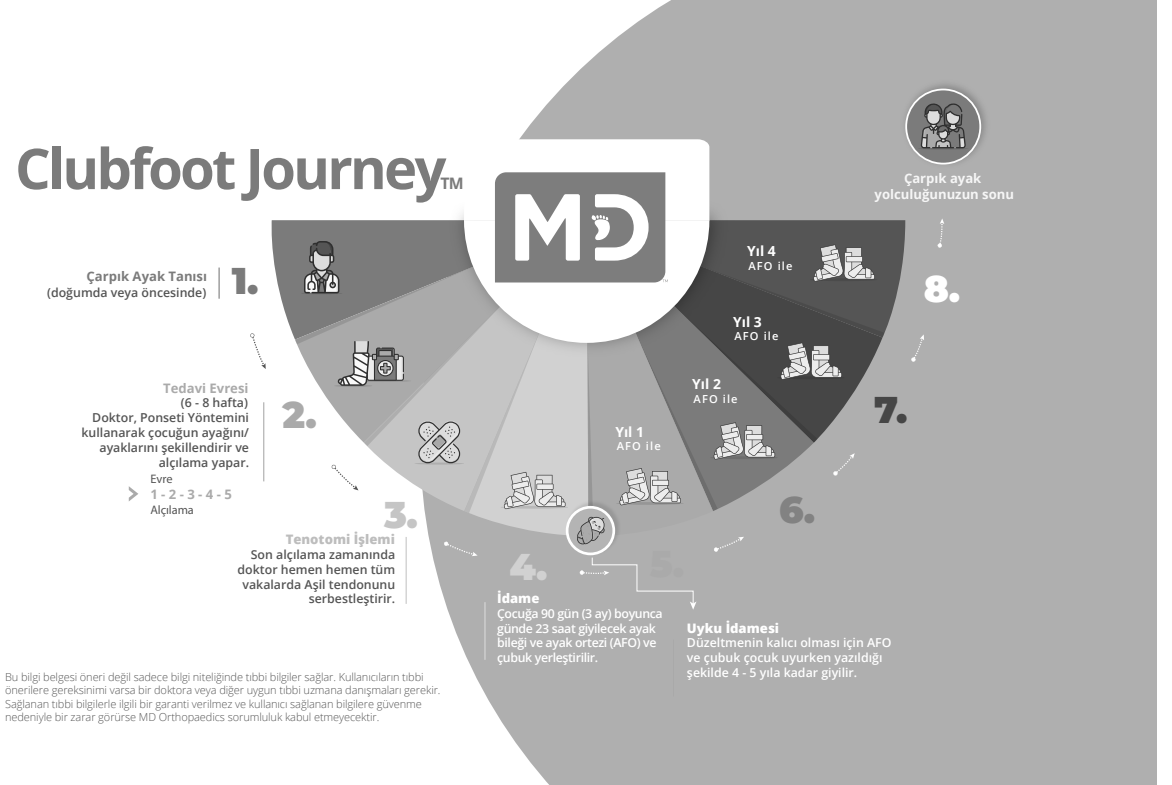 Clubfoot Journey™
MD
™
Çarpık Ayak Tanısı
(doğumda veya öncesinde)
1.
Tedavi Evresi
(6 - 8 hafta)
Doktor, Ponseti Yöntemini
kullanarak çocuğun ayağını/
ayaklarını şekillendirir ve
alçılama yapar.
Evre
> 1 - 2 - 3 - 4 - 5
Alçılama
2.
3.
Tenotomi İşlemi
Son alçılama zamanında
doktor hemen hemen tüm
vakalarda Aşil tendonunu
serbestleştirir.
4.
İdame
Çocuğa 90 gün (3 ay) boyunca
günde 23 saat giyilecek ayak
bileği ve ayak ortezi (AFO) ve
çubuk yerleştirilir.
5.
Uyku İdamesi
Düzeltmenin kalıcı olması için AFO
ve çubuk çocuk uyurken yazıldığı
şekilde 4 - 5 yıla kadar giyilir.
Yıl 1
AFO ile
6.
Yıl 2
AFO ile
7.
Yıl 3
AFO ile
8.
Yıl 4
AFO ile
Çarpık ayak
yolculuğunuzun sonu
Bu bilgi belgesi öneri değil sadece bilgi niteliğinde tıbbi bilgiler sağlar. Kullanıcıların tıbbi
önerilere gereksinimi varsa bir doktora veya diğer uygun tıbbi uzmana danışmaları gerekir.
Sağlanan tıbbi bilgilerle ilgili bir garanti verilmez ve kullanıcı sağlanan bilgilere güvenme
nedeniyle bir zarar görürse MD Orthopaedics sorumluluk kabul etmeyecektir.